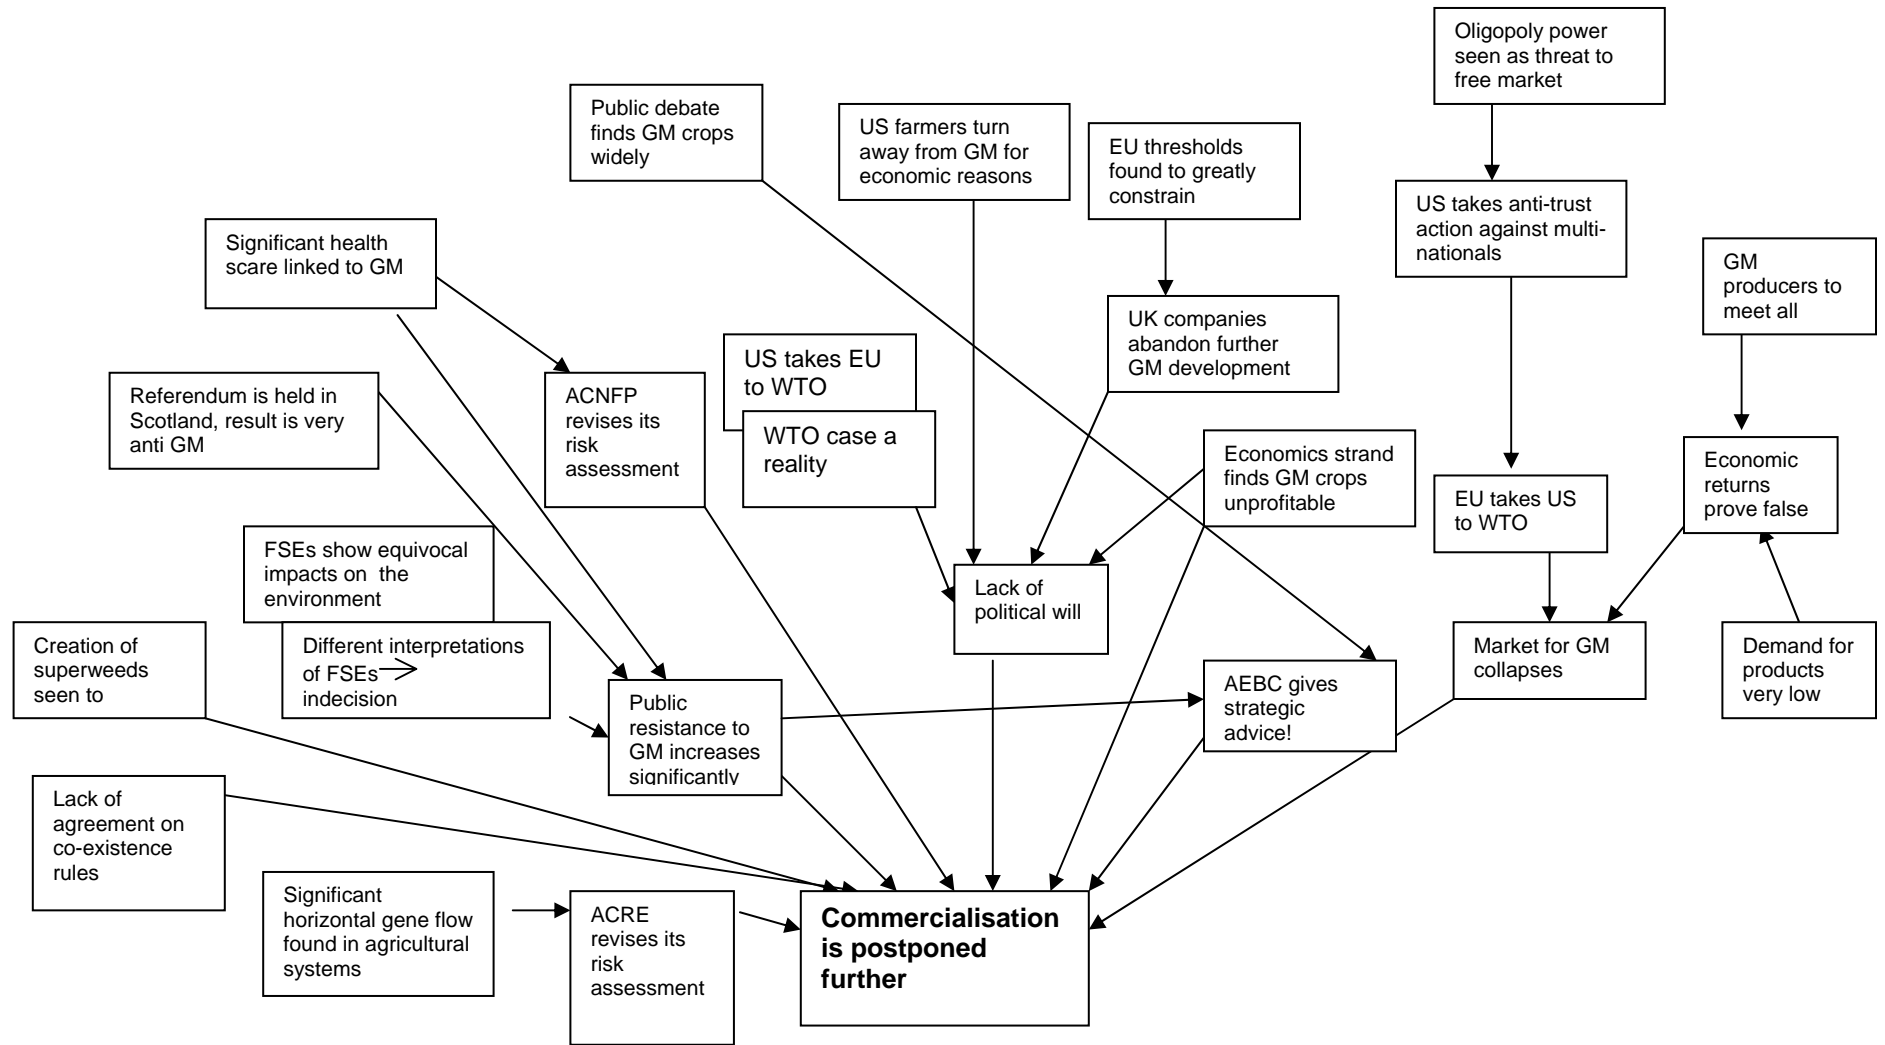 Oligopoly power
seen as threat to
free market
Public debate
finds GM crops
widely
US farmers turn
away from GM for
economic reasons
EU thresholds
found to greatly
constrain
US takes anti-trust
action against multi-
nationals
Significant health
scare linked to GM
GM
producers to
meet all
UK companies
abandon further
GM development
US takes EU
to WTO
WTO case a
reality
Referendum is held in
Scotland, result is very
anti GM
ACNFP
revises its
risk
assessment
Economics strand
finds GM crops
unprofitable
Economic
returns
prove false
EU takes US
to WTO
FSEs show equivocal
impacts on the
environment
Different interpretations
of FSEs
indecision
Lack of
political will
Creation of
superweeds
seen to
Market for GM
collapses
Demand for
products
very low
Public
resistance to
GM increases
significantly
AEBC gives
strategic
advice!
Lack of
agreement on
co-existence
rules
Significant
horizontal gene flow
found in agricultural
systems
ACRE
revises its
risk
assessment
Commercialisation
is postponed
further